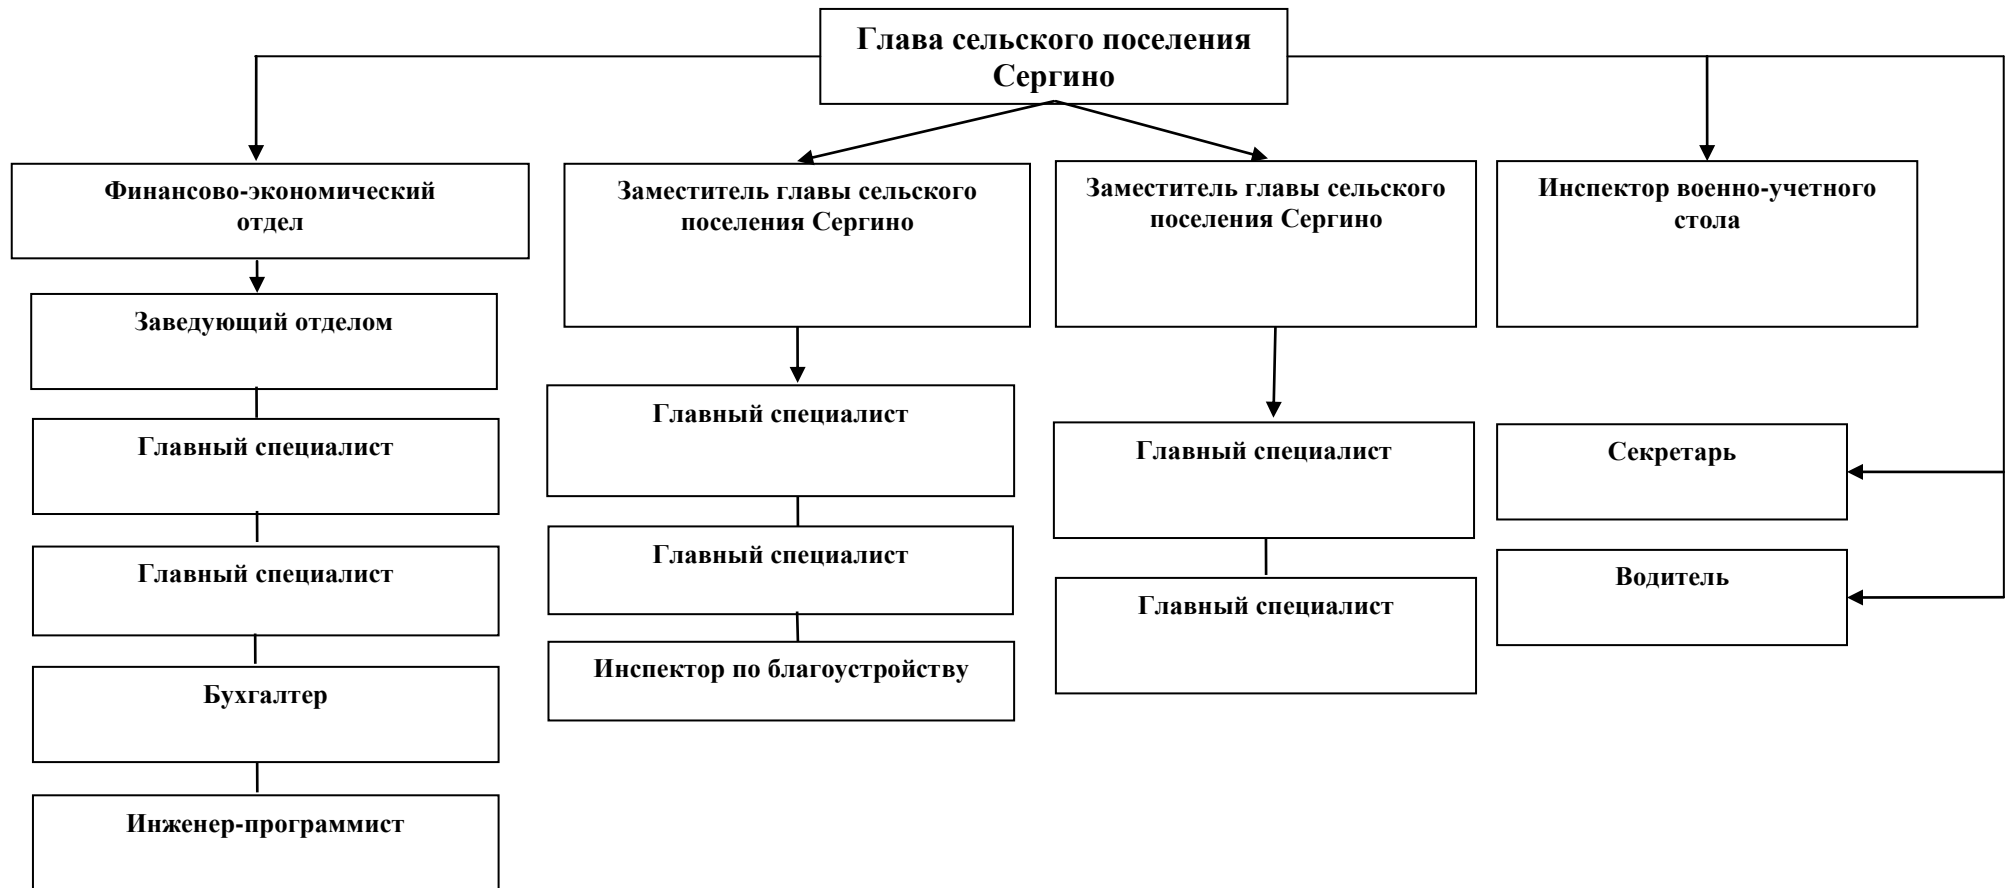 Глава сельского поселения
Сергино
Финансово-экономический
отдел
Заведующий отделом
Главный специалист
Главный специалист
Бухгалтер
Инженер-программист
Заместитель главы сельского
поселения Сергино
Главный специалист
Главный специалист
Инспектор по благоустройству
Заместитель главы сельского
поселения Сергино
Главный специалист
Главный специалист
Инспектор военно-учетного
стола
Секретарь
Водитель